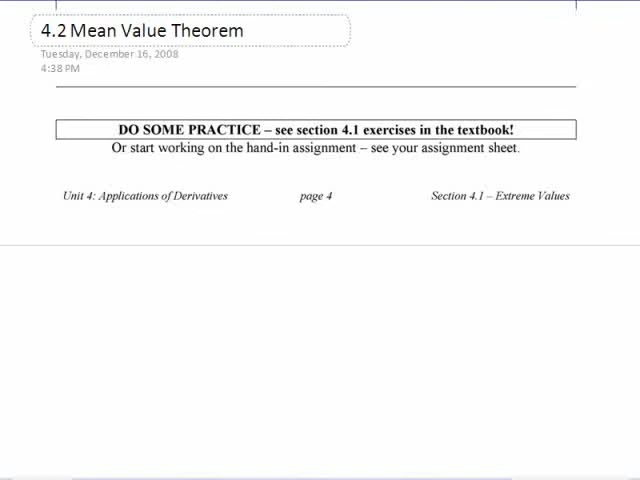 4.2 Mean Value Theorem
Tuesday, December 16, 2008
4:38 PM
DO SOME PRACTICE – see section 4.1 exercises in the textbook!
Or start working on the hand-in assignment – see your assignment sheet.
Unit 4: Applications of Derivatives page 4 Section 4.1 – Extreme Values